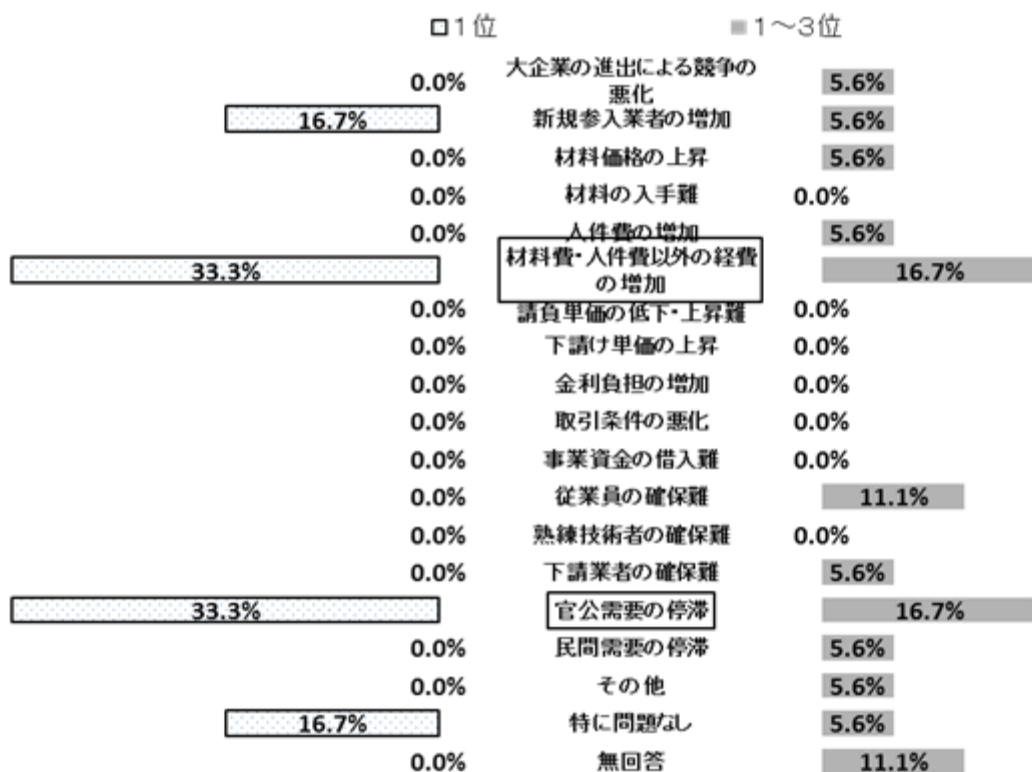 1位 1～3位
0.0% 大企業の進出による競争の 5.6%
悪化
16.7% 新規参入業者の増加 5.6%
0.0% 材料価格の上昇 5.6%
0.0% 材料の入手難 0.0%
0.0% 人件費の増加 5.6%
33.3% 材料費・人件費以外の経費 16.7%
の増加
0.0% 請負単価の低下・上昇難 0.0%
0.0% 下請け単価の上昇 0.0%
0.0% 金利負担の増加 0.0%
0.0% 取引条件の悪化 0.0%
0.0% 事業資金の借入難 0.0%
0.0% 従業員の確保難 11.1%
0.0% 熟練技術者の確保難 0.0%
0.0% 下請業者の確保難 5.6%
33.3% 官公需要の停滞 16.7%
0.0% 民間需要の停滞 5.6%
0.0% その他 5.6%
16.7% 特に問題なし 5.6%
0.0% 無回答 11.1%